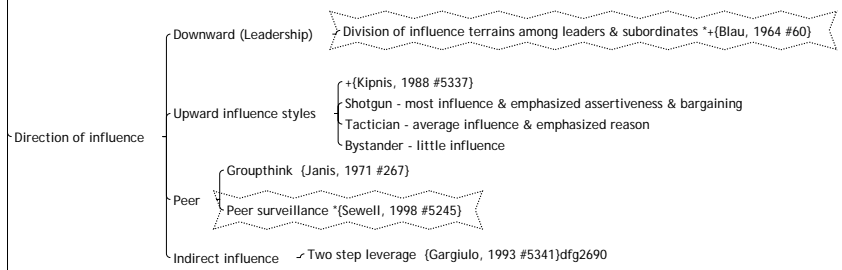 Downward (Leadership)
Division of influence terrains among leaders & subordinates *+{Blau, 1964 #60}
+{Kipnis, 1988 #5337}
Shotgun - most influence & emphasized assertiveness & bargaining
Upward influence styles
Tactician - average influence & emphasized reason
Bystander - little influence
Direction of influence
Groupthink {Janis, 1971 #267}
Peer
Peer surveillance *{Sewell, 1998 #5245}
Indirect influence
Two step leverage {Gargiulo, 1993 #5341}dfg2690